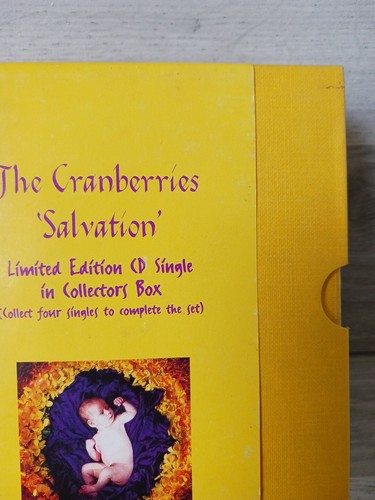 The Cranberries
'Salvation'
Limited Edition CD Single
in Collectors Box
(Collect four singles to complete the set)